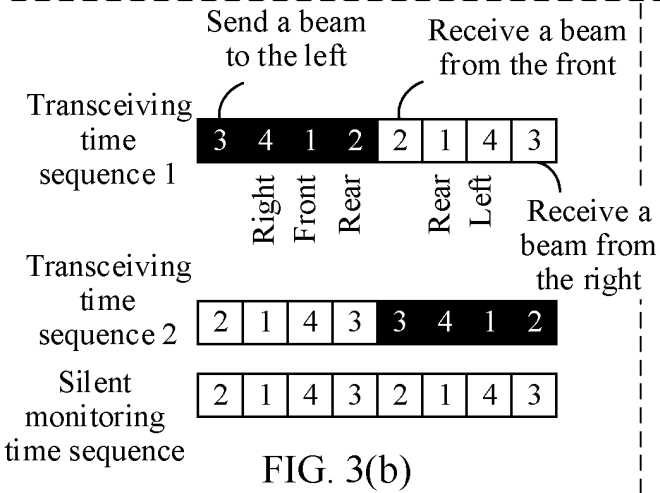 Send a beam
to the left
Receive a beam
from the front
Transceiving
time
sequence 1
3 4 1 2 2 1 4 3
Right Front Rear Rear Left
Receive a
beam from
the right
Transceiving
time
sequence 2
2 1 4 3 3 4 1 2
Silent
monitoring
time sequence
2 1 4 3 2 1 4 3
FIG. 3(b)